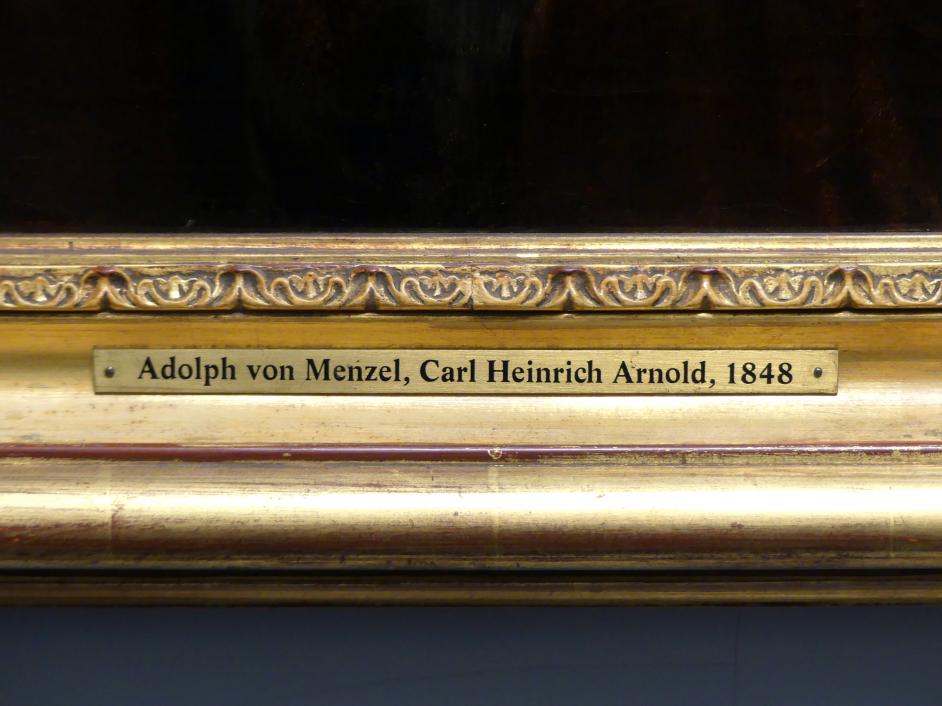 Adolph von Menzel, Carl Heinrich Arnold, 1848